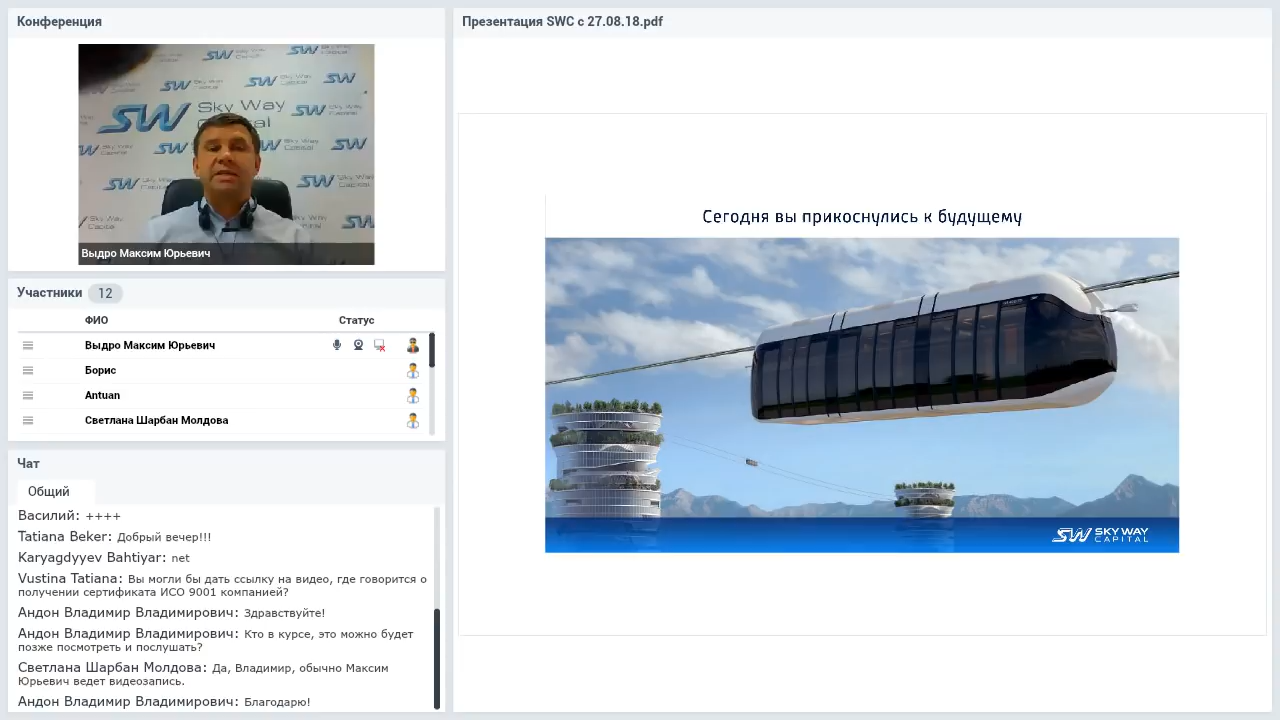 Конференция
SW Sky Way Capital
Выдро Максим Юрьевич
Участники 12
ФИО Статус
Выдро Максим Юрьевич
Борис
Antuan
Светлана Шарбан Молдова
Чат
Общий
Василий: ++++
Tatiana Beker: Добрый вечер!!!
Karyagdyyev Bahtiyar: net
Vustina Tatiana: Вы могли бы дать ссылку на видео, где говорится о
получении сертификата ИСО 9001 компанией?
Андон Владимир Владимирович: Здравствуйте!
Андон Владимир Владимирович: Кто в курсе, это можно будет
позже посмотреть и послушать?
Светлана Шарбан Молдова: Да, Владимир, обычно Максим
Юрьевич ведет видеозапись.
Андон Владимир Владимирович: Благодарю!
Презентация SWC с 27.08.18.pdf
Сегодня вы прикоснулись к будущему
SW SKY WAY
CAPITAL